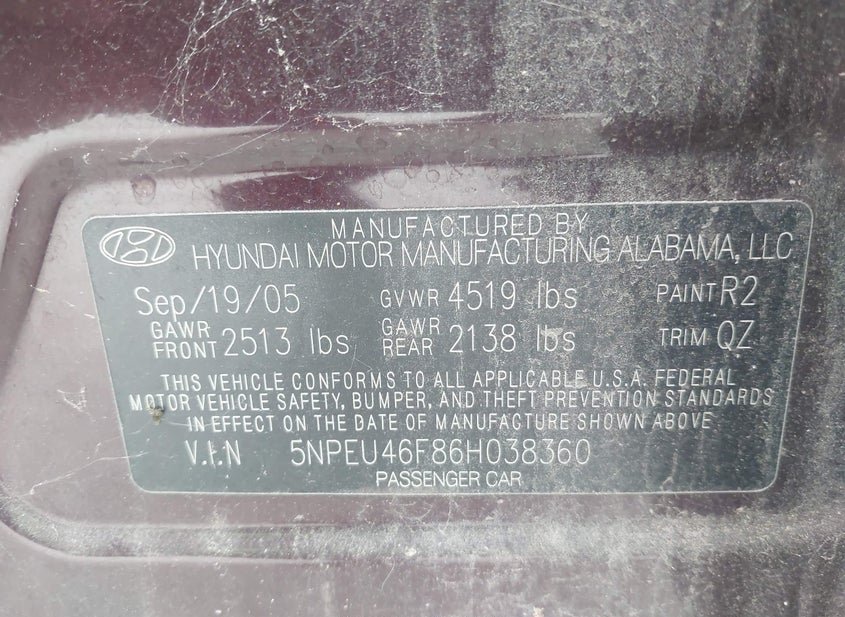 MANUFACTURED BY
HYUNDAI MOTOR MANUFACTURING ALABAMA, LLC
Sep/19/05 GVWR 4519 lbs PAINT R2
GAWR FRONT 2513 lbs GAWR REAR 2138 lbs TRIM QZ
THIS VEHICLE CONFORMS TO ALL APPLICABLE U.S.A. FEDERAL
MOTOR VEHICLE SAFETY, BUMPER, AND THEFT PREVENTION STANDARDS
IN EFFECT ON THE DATE OF MANUFACTURE SHOWN ABOVE
V.I.N 5NPEU46F86H038360
PASSENGER CAR